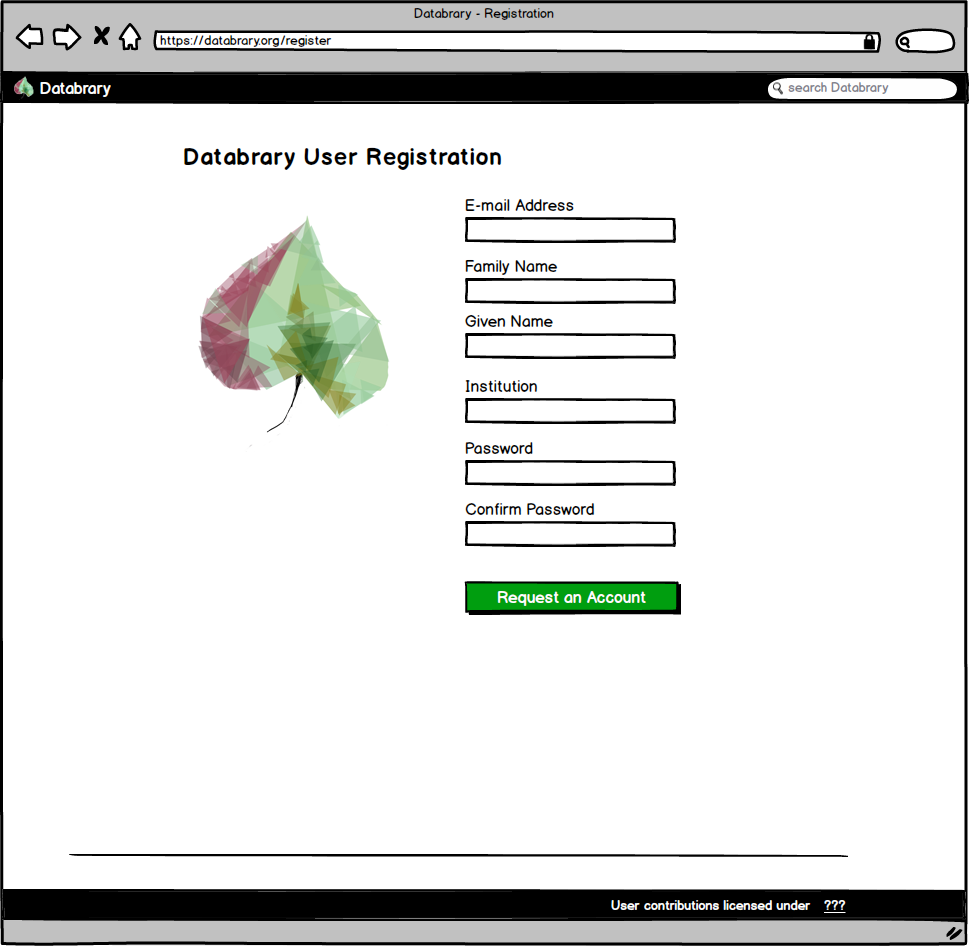 Databrary - Registration
https://databrary.org/register
Databrary
search Databrary
Databrary User Registration
E-mail Address
Family Name
Given Name
Institution
Password
Confirm Password
Request an Account
User contributions licensed under ???